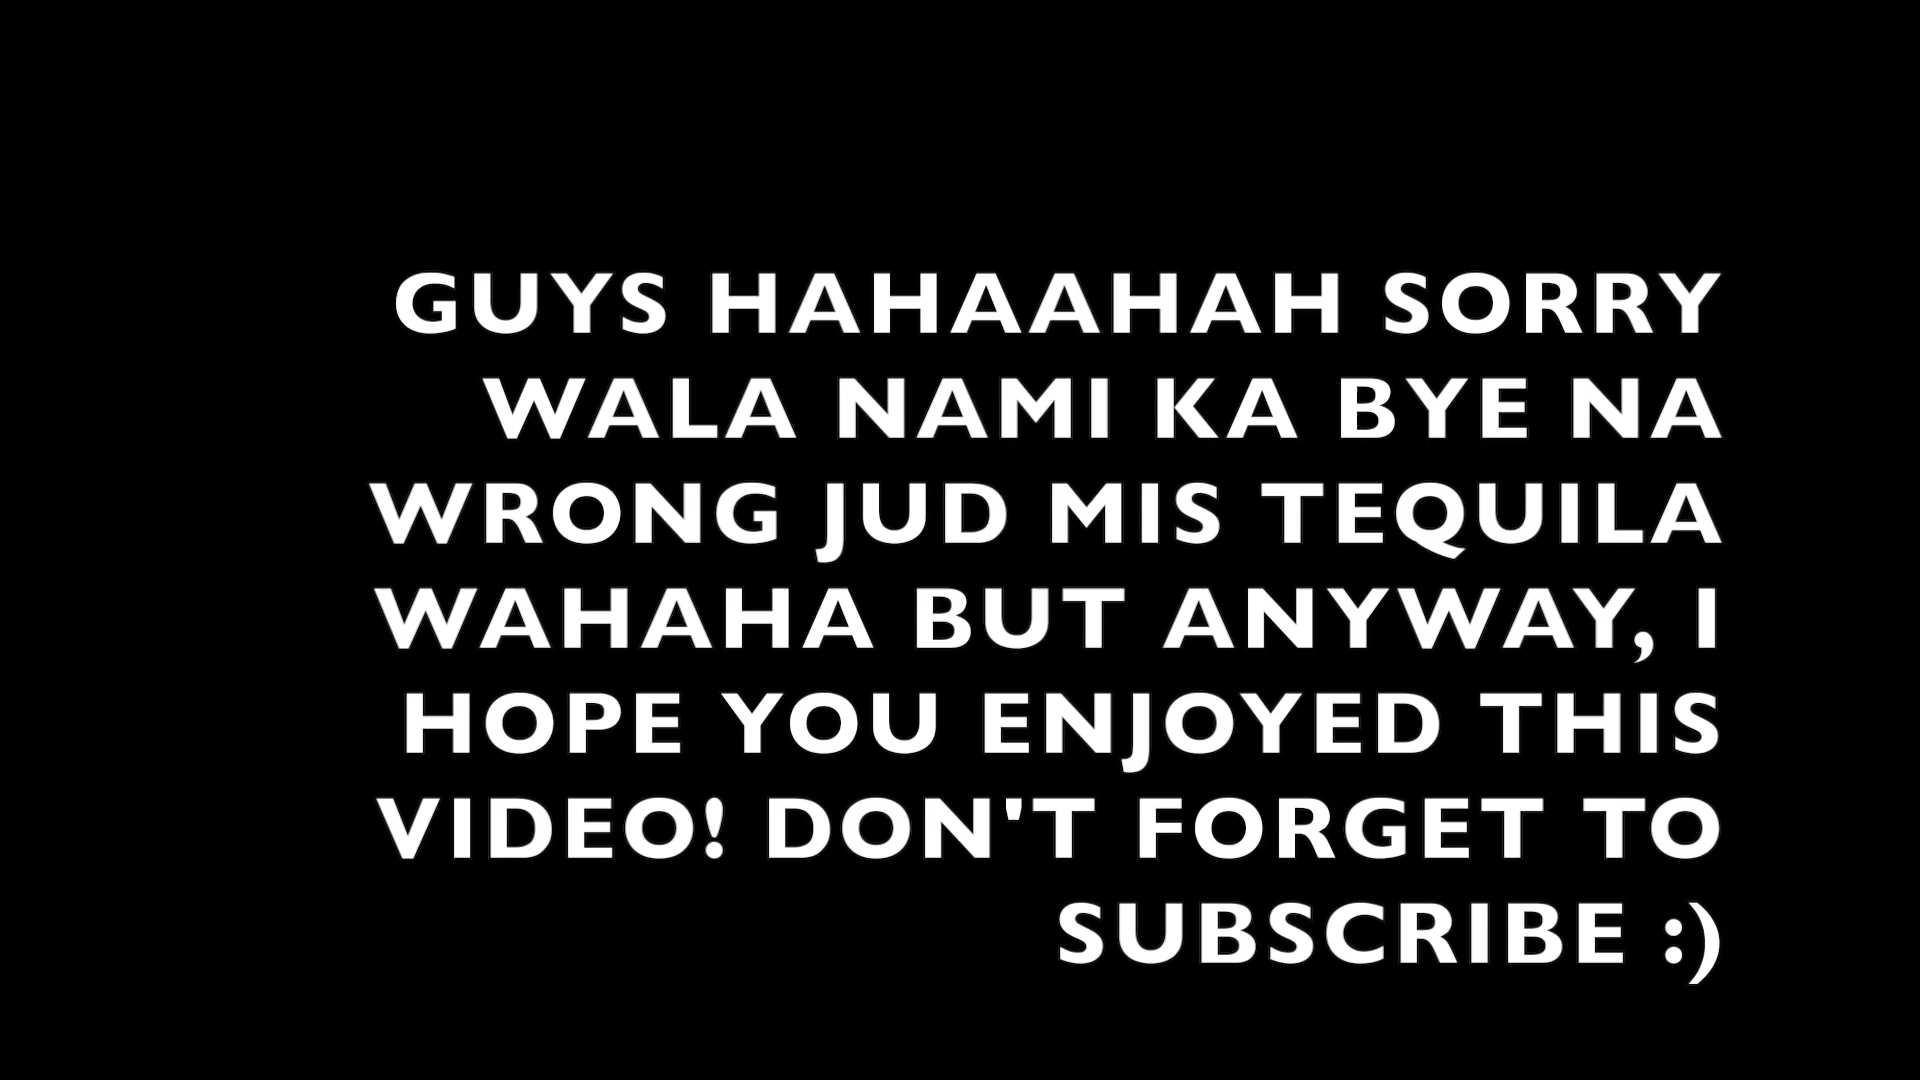 GUYS HAHAAHAH SORRY
WALA NAMI KA BYE NA
WRONG JUD MIS TEQUILA
WAHAHA BUT ANYWAY, I
HOPE YOU ENJOYED THIS
VIDEO! DON'T FORGET TO
SUBSCRIBE :)